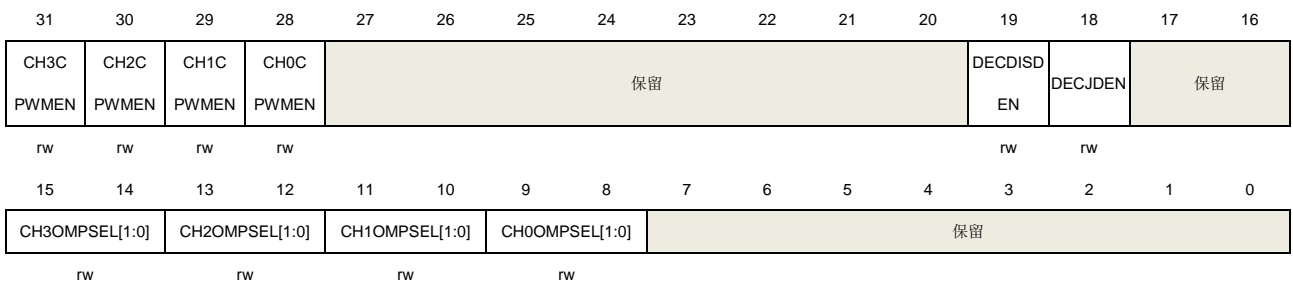 31 30 29 28 27 26 25 24 23 22 21 20 19 18 17 16
CH3C CH2C CH1C CH0C 保留 DECDISD DECJDEN 保留
PWMEN PWMEN PWMEN PWMEN EN
rw rw rw rw rw rw
15 14 13 12 11 10 9 8 7 6 5 4 3 2 1 0
CH3OMPSEL[1:0] CH2OMPSEL[1:0] CH1OMPSEL[1:0] CH0OMPSEL[1:0] 保留
rw rw rw rw